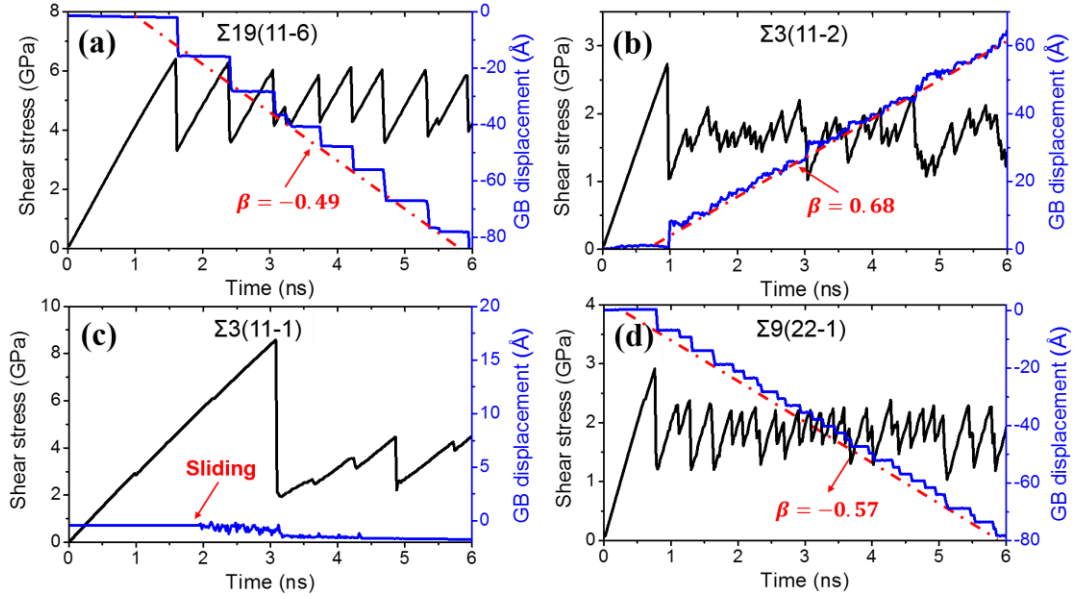 (a)
Σ19(11-6)
Shear stress (GPa)
8
6
4
2
0
0
-20
-40
-60
-80
GB displacement (Å)
β = −0.49
0 1 2 3 4 5 6
Time (ns)
(b)
Σ3(11-2)
Shear stress (GPa)
3
2
1
0
60
40
20
0
GB displacement (Å)
β = 0.68
0 1 2 3 4 5 6
Time (ns)
(c)
Σ3(11-1)
Shear stress (GPa)
10
8
6
4
2
0
20
15
10
5
0
GB displacement (Å)
Sliding
0 1 2 3 4 5 6
Time (ns)
(d)
Σ9(22-1)
Shear stress (GPa)
4
3
2
1
0
0
-20
-40
-60
-80
GB displacement (Å)
β = −0.57
0 1 2 3 4 5 6
Time (ns)